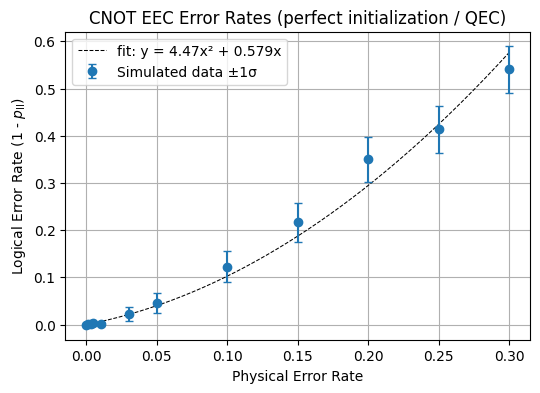 CNOT EEC Error Rates (perfect initialization / QEC)
fit: y = 4.47x² + 0.579x
Simulated data ±1σ
Logical Error Rate (1 - p_II)
0.6
0.5
0.4
0.3
0.2
0.1
0.0
0.00 0.05 0.10 0.15 0.20 0.25 0.30
Physical Error Rate